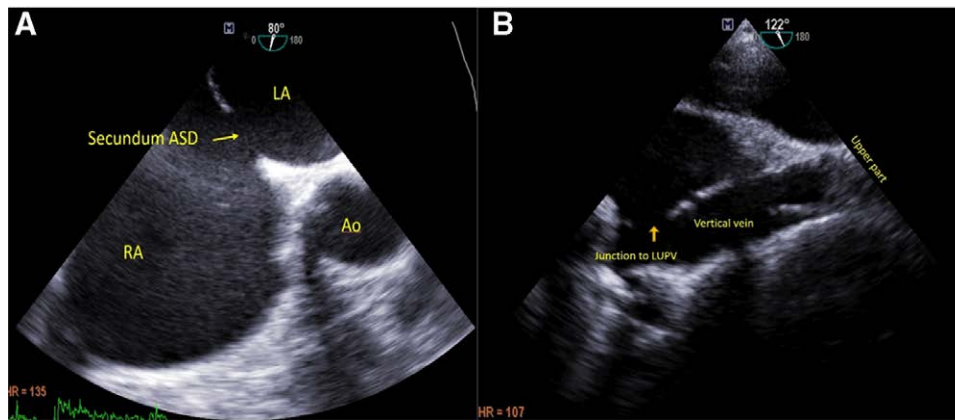 A
M
80°
0
180
LA
Secundum ASD
RA
Ao
HR = 135
B
M
122°
180
Upper part
Vertical vein
Junction to LUPV
HR = 107